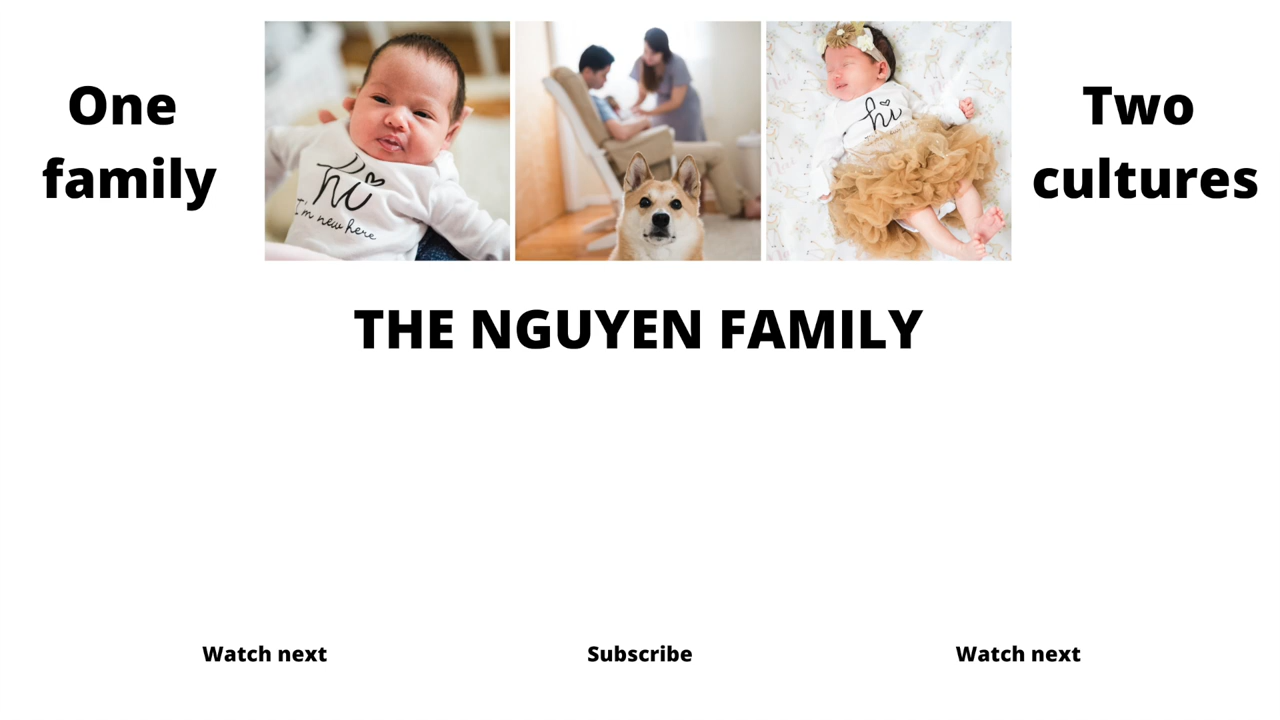 One
family
hi
I'm new here
hi
Two
cultures
THE NGUYEN FAMILY
Watch next
Subscribe
Watch next